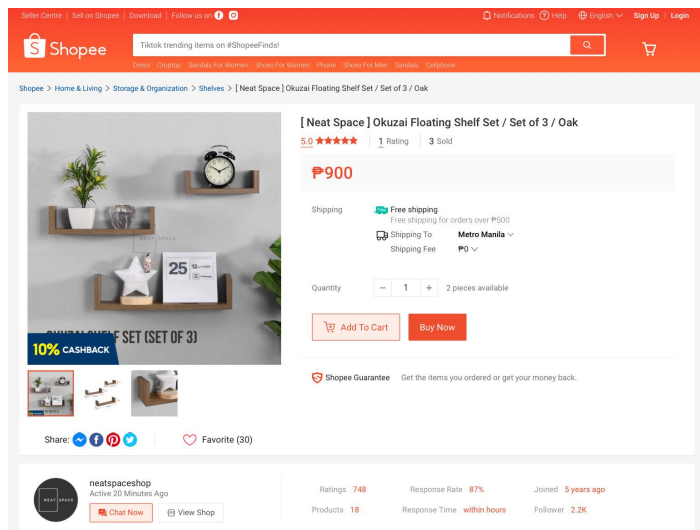 Seller Centre | Sell on Shopee | Download | Follow us on
Notifications Help English Sign Up Login
Shopee
Tiktok trending items on #ShopeeFinds!
Dress Croptop Sandals For Women Shoes For Women Phone Shoes For Men Sandals Cellphone
Shopee > Home & Living > Storage & Organization > Shelves > [ Neat Space ] Okuzai Floating Shelf Set / Set of 3 / Oak
[ Neat Space ] Okuzai Floating Shelf Set / Set of 3 / Oak
5.0 1 Rating 3 Sold
₱900
Shipping Free shipping
Free shipping for orders over ₱500
Shipping To Metro Manila
Shipping Fee ₱0
Quantity − 1 + 2 pieces available
Add To Cart Buy Now
Shopee Guarantee Get the items you ordered or get your money back.
NEAT SPACE
25
SHELF SET (SET OF 3)
10% CASHBACK
Share: Favorite (30)
NEAT SPACE
neatspaceshop
Active 20 Minutes Ago
Chat Now View Shop
Ratings 748 Response Rate 87% Joined 5 years ago
Products 18 Response Time within hours Follower 2.2K